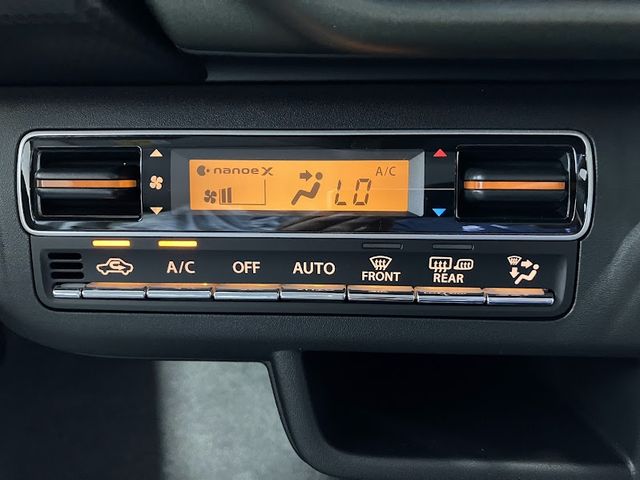 nanoeX
A/C
LO
A/C
OFF
AUTO
FRONT
REAR